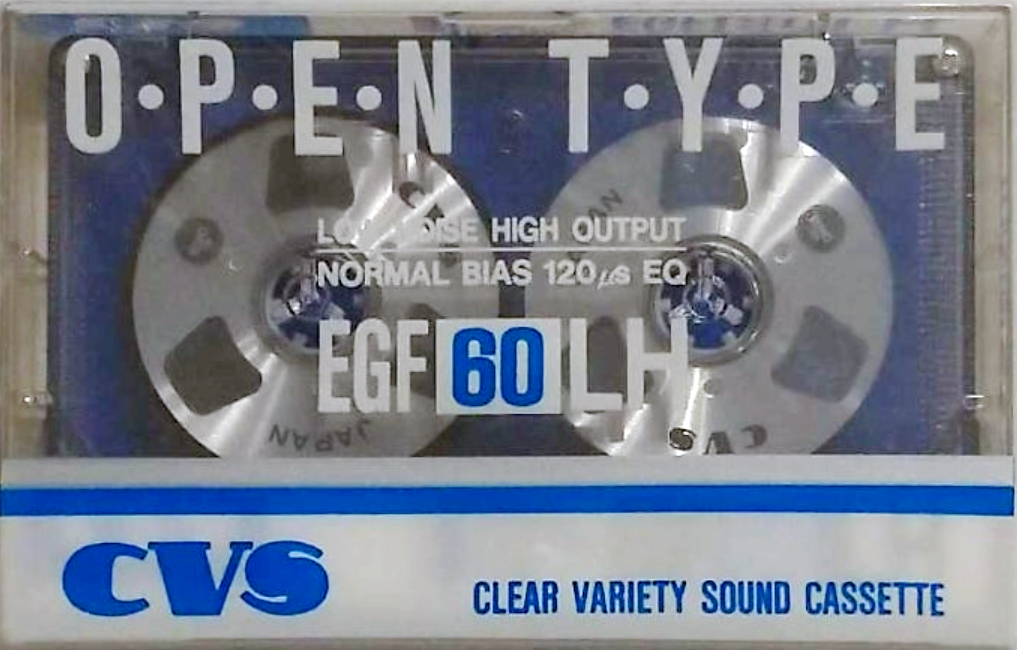 O·P·E·N T·Y·P·E
LOW NOISE HIGH OUTPUT
NORMAL BIAS 120μs EQ
EGF 60 LH
JAPAN
CVS
CVS
CLEAR VARIETY SOUND CASSETTE